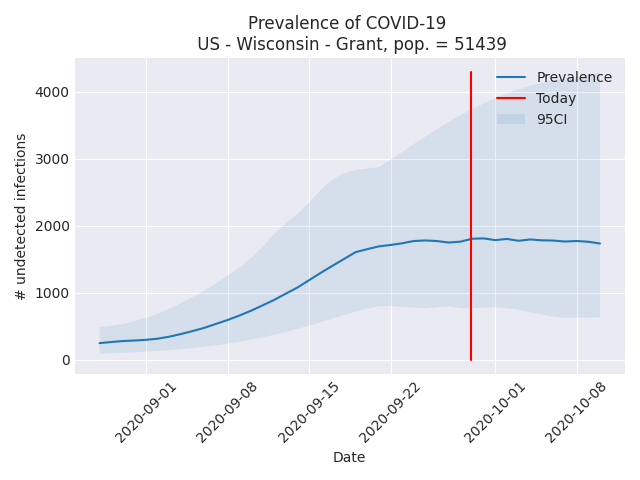 Prevalence of COVID-19
US - Wisconsin - Grant, pop. = 51439
Prevalence
Today
95CI
# undetected infections
4000
3000
2000
1000
0
2020-09-01
2020-09-08
2020-09-15
2020-09-22
2020-10-01
2020-10-08
Date